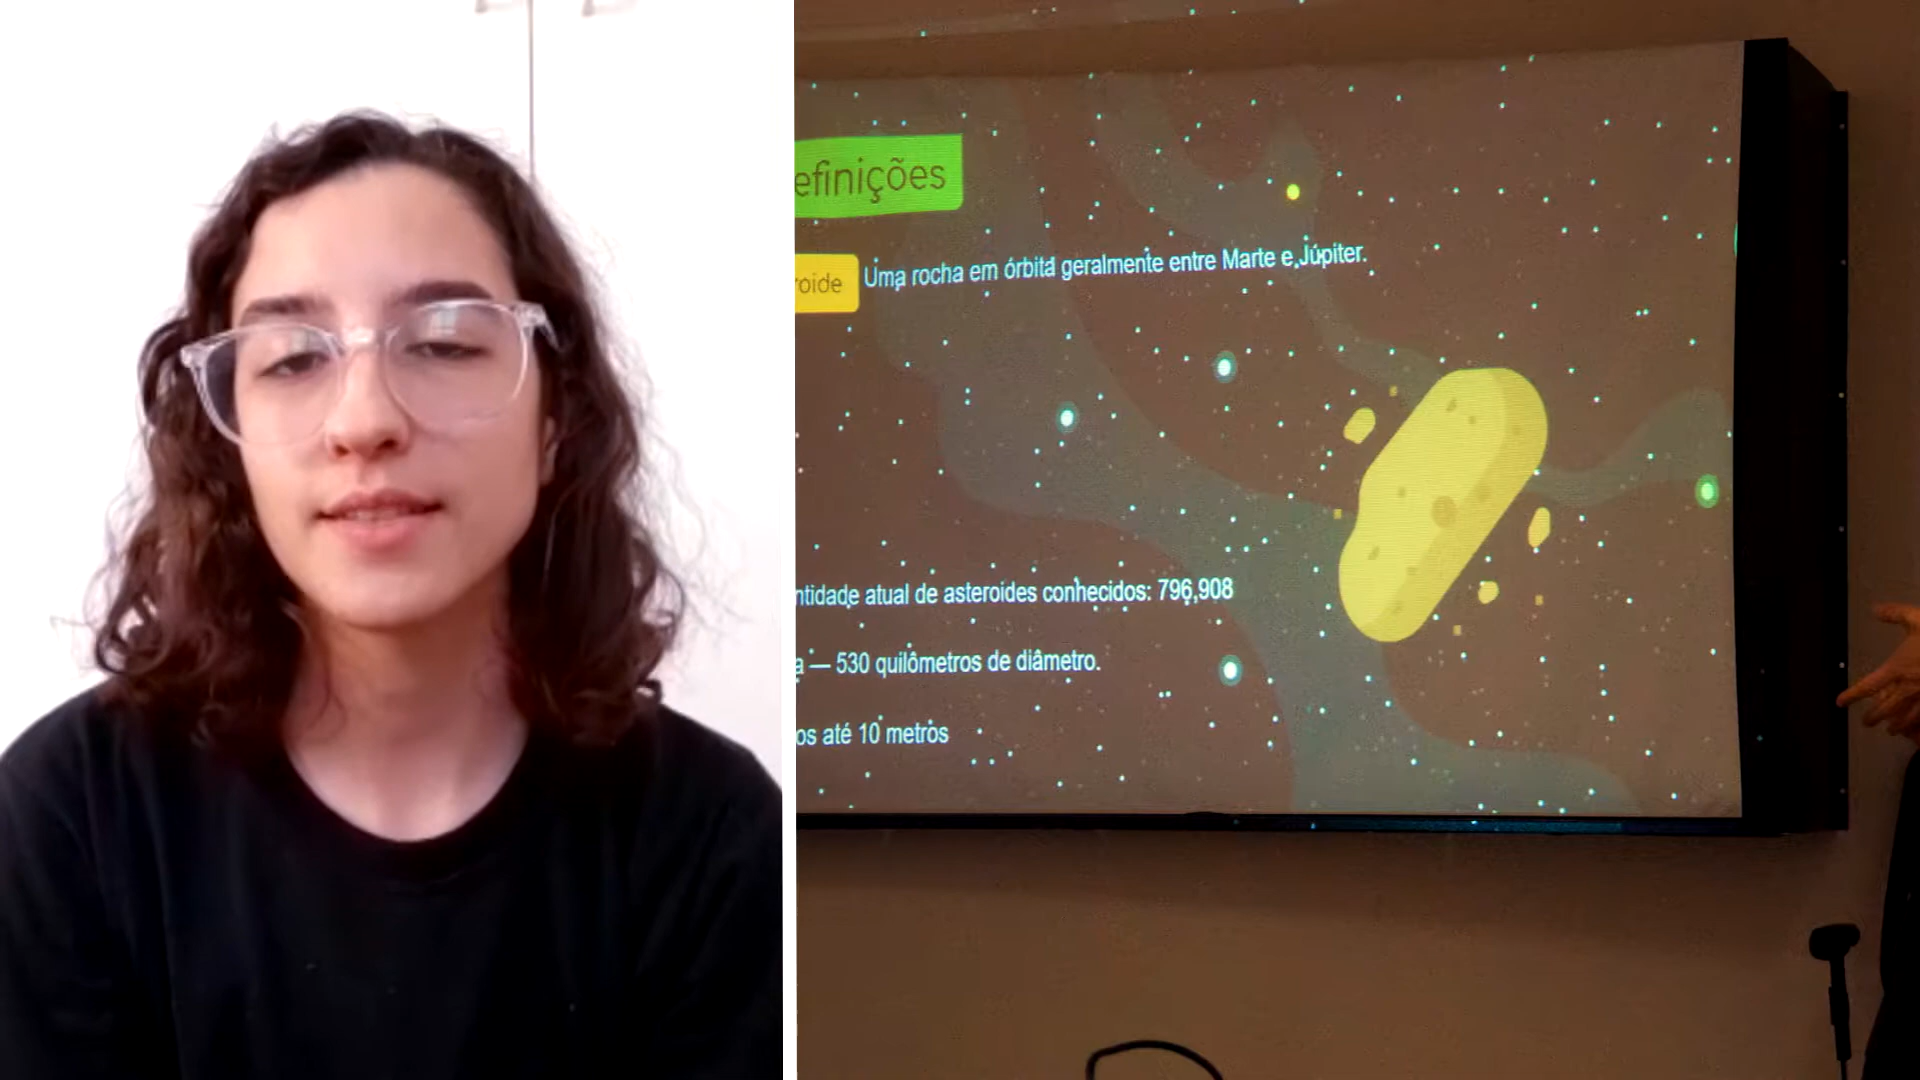 efinições
roide Uma rocha em órbita geralmente entre Marte e Júpiter.
ntidade atual de asteroides conhecidos: 796,908
a — 530 quilômetros de diâmetro.
os até 10 metros